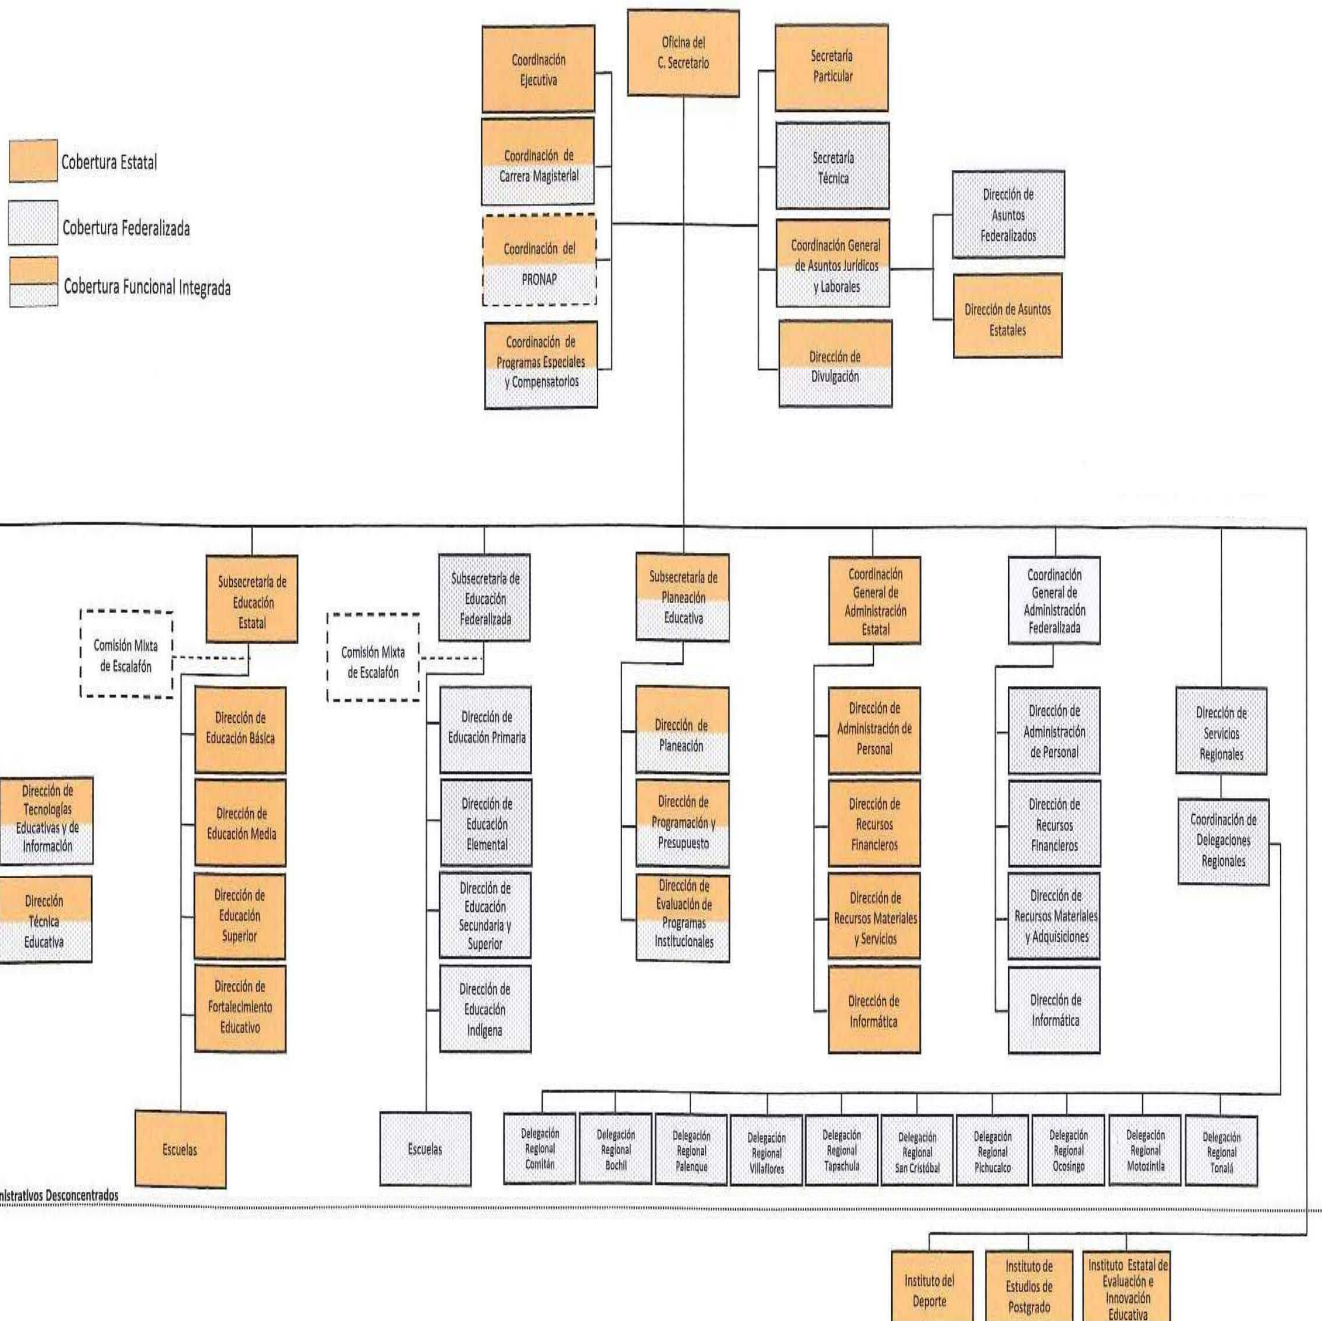 Oficina del
C. Secretario
Coordinación
Ejecutiva
Coordinación de
Carrera Magisterial
Coordinación del
PRONAP
Coordinación de
Programas Especiales
y Compensatorios
Secretaría
Particular
Secretaría
Técnica
Coordinación General
de Asuntos Jurídicos
y Laborales
Dirección de
Divulgación
Dirección de
Asuntos
Federalizados
Dirección de Asuntos
Estatales
Cobertura Estatal
Cobertura Federalizada
Cobertura Funcional Integrada
Dirección de
Tecnologías
Educativas y de
Información
Dirección
Técnica
Educativa
Subsecretaría de
Educación
Estatal
Comisión Mixta
de Escalafón
Dirección de
Educación Básica
Dirección de
Educación Media
Dirección de
Educación
Superior
Dirección de
Fortalecimiento
Educativo
Escuelas
Subsecretaría de
Educación
Federalizada
Comisión Mixta
de Escalafón
Dirección de
Educación Primaria
Dirección de
Educación
Elemental
Dirección de
Educación
Secundaria y
Superior
Dirección de
Educación
Indígena
Escuelas
Subsecretaría de
Planeación
Educativa
Dirección de
Planeación
Dirección de
Programación y
Presupuesto
Dirección de
Evaluación de
Programas
Institucionales
Coordinación
General de
Administración
Estatal
Dirección de
Administración de
Personal
Dirección de
Recursos
Financieros
Dirección de
Recursos Materiales
y Servicios
Dirección de
Informática
Coordinación
General de
Administración
Federalizada
Dirección de
Administración
de Personal
Dirección de
Recursos
Financieros
Dirección de
Recursos Materiales
y Adquisiciones
Dirección de
Informática
Dirección de
Servicios
Regionales
Coordinación de
Delegaciones
Regionales
Delegación
Regional
Comitán
Delegación
Regional
Bochil
Delegación
Regional
Palenque
Delegación
Regional
Villaflores
Delegación
Regional
Tapachula
Delegación
Regional
San Cristóbal
Delegación
Regional
Pichucalco
Delegación
Regional
Ocosingo
Delegación
Regional
Motozintla
Delegación
Regional
Tonalá
nistrativos Desconcentrados
Instituto del
Deporte
Instituto de
Estudios de
Postgrado
Instituto Estatal de
Evaluación e
Innovación
Educativa